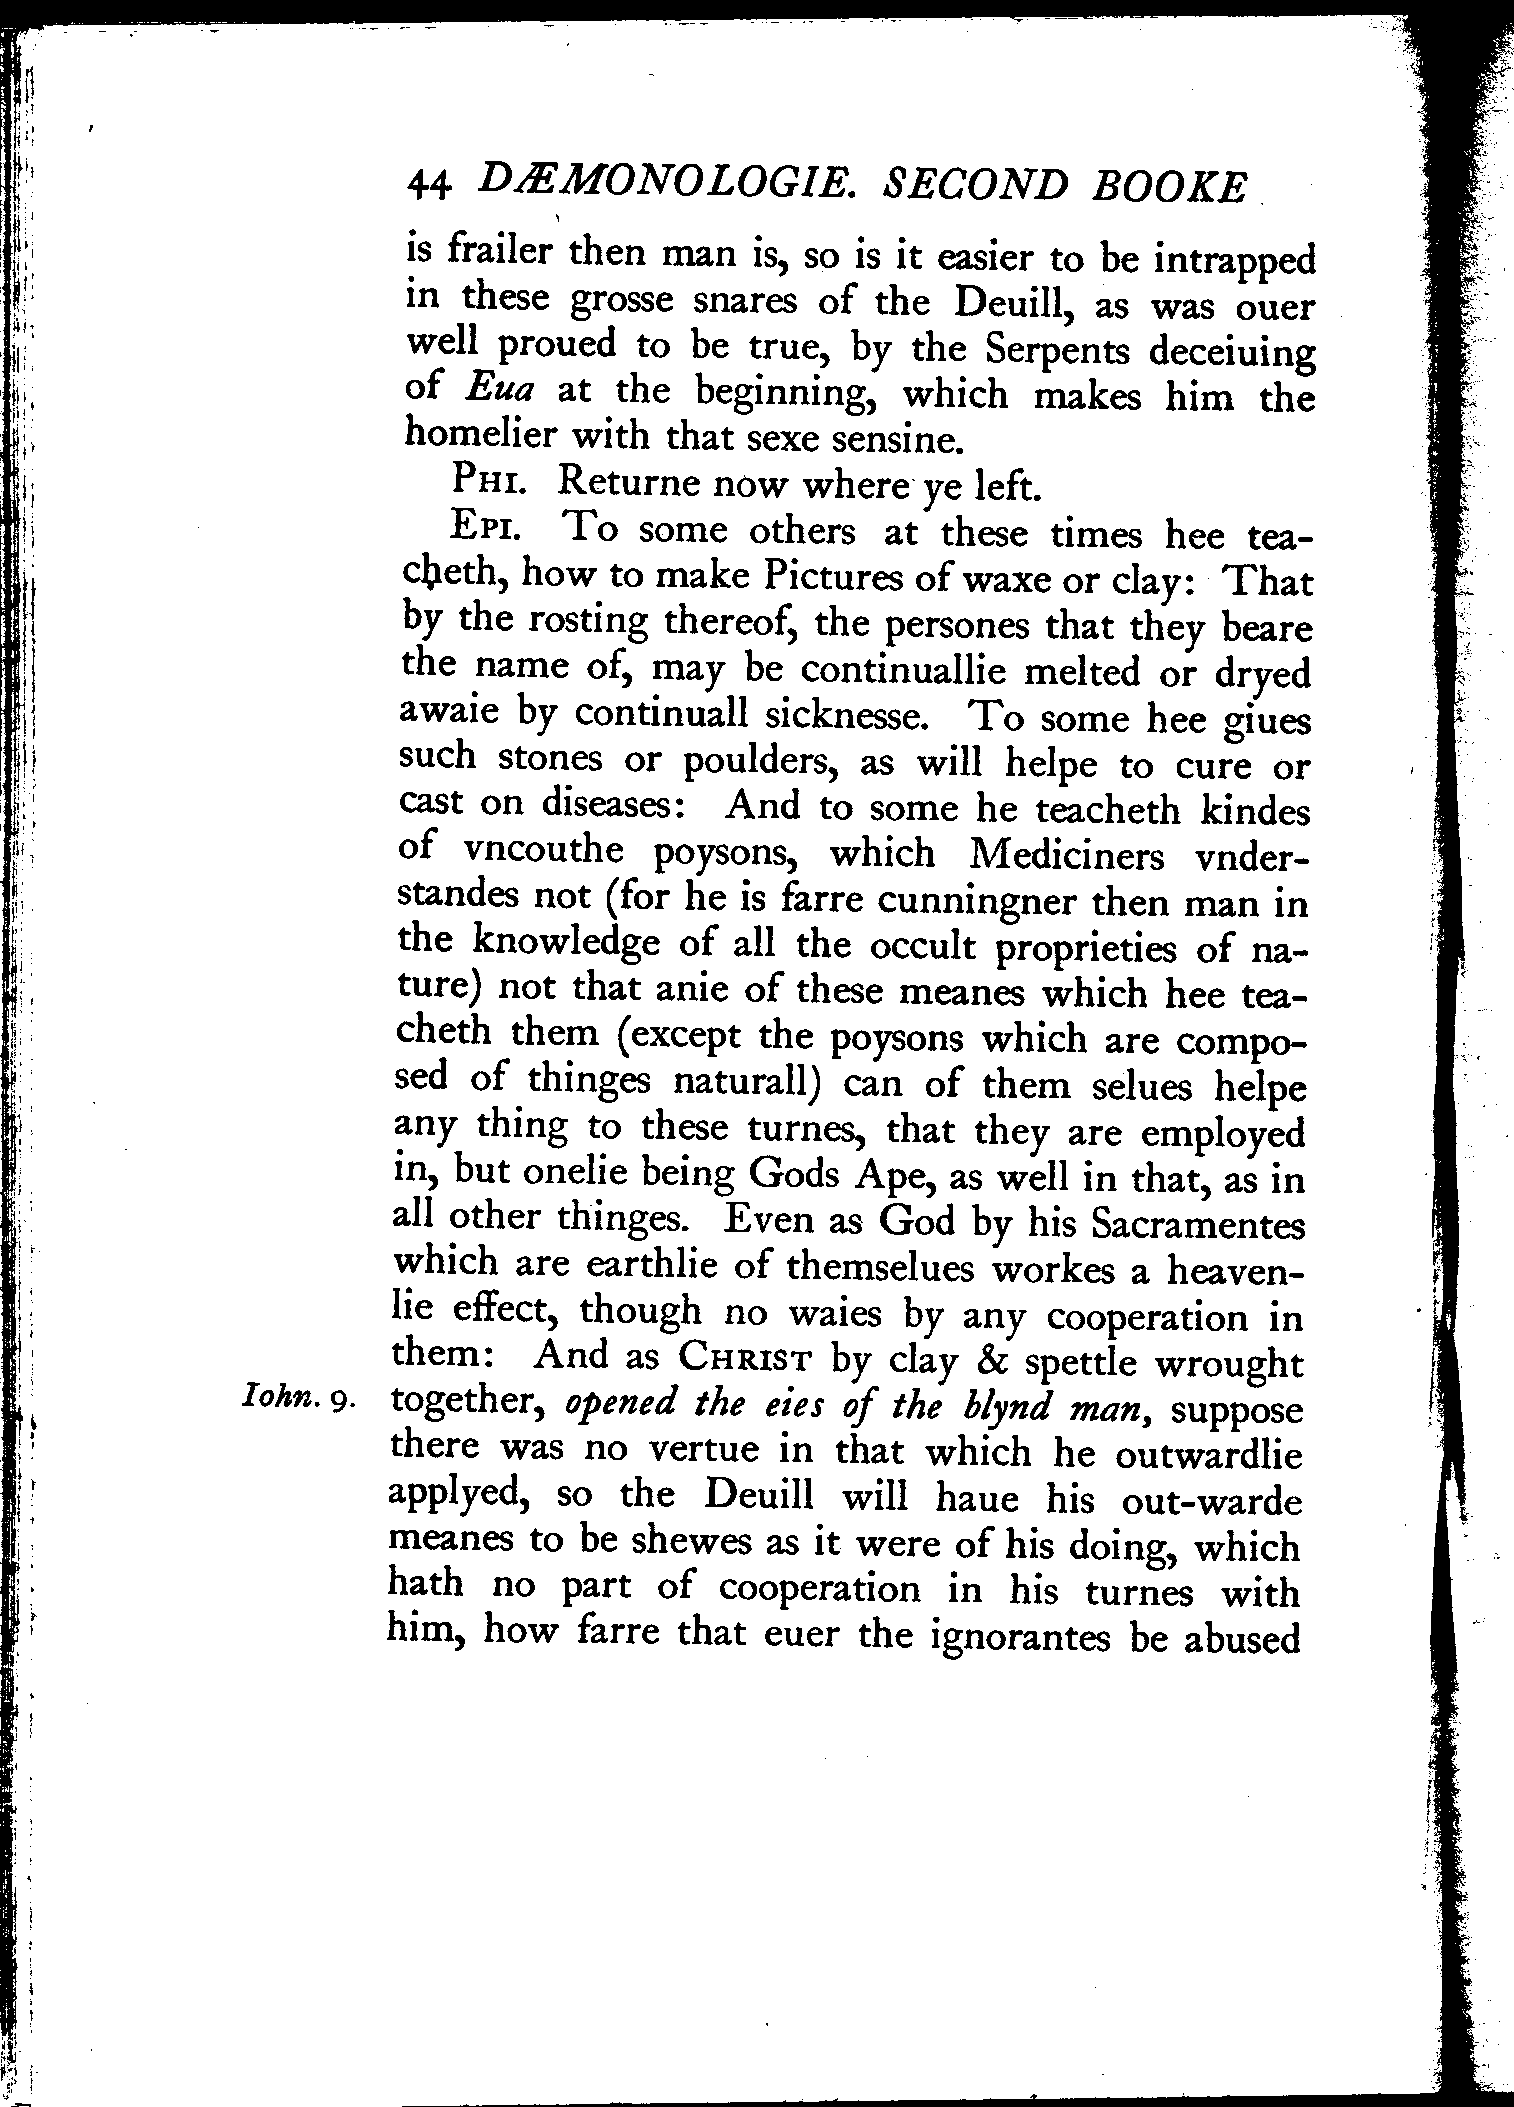 44 DÆMONOLOGIE. SECOND BOOKE
is frailer then man is, so is it easier to be intrapped
in these grosse snares of the Deuill, as was ouer
well proued to be true, by the Serpents deceiuing
of Eua at the beginning, which makes him the
homelier with that sexe sensine.
PHI. Returne now where ye left.
EPI. To some others at these times hee tea-
cheth, how to make Pictures of waxe or clay: That
by the rosting thereof, the persones that they beare
the name of, may be continuallie melted or dryed
awaie by continuall sicknesse. To some hee giues
such stones or poulders, as will helpe to cure or
cast on diseases: And to some he teacheth kindes
of vncouthe poysons, which Mediciners vnder-
standes not (for he is farre cunningner then man in
the knowledge of all the occult proprieties of na-
ture) not that anie of these meanes which hee tea-
cheth them (except the poysons which are compo-
sed of thinges naturall) can of them selues helpe
any thing to these turnes, that they are employed
in, but onelie being Gods Ape, as well in that, as in
all other thinges. Even as God by his Sacramentes
which are earthlie of themselues workes a heaven-
lie effect, though no waies by any cooperation in
them: And as CHRIST by clay & spettle wrought
Iohn. 9. together, opened the eies of the blynd man, suppose
there was no vertue in that which he outwardlie
applyed, so the Deuill will haue his out-warde
meanes to be shewes as it were of his doing, which
hath no part of cooperation in his turnes with
him, how farre that euer the ignorantes be abused